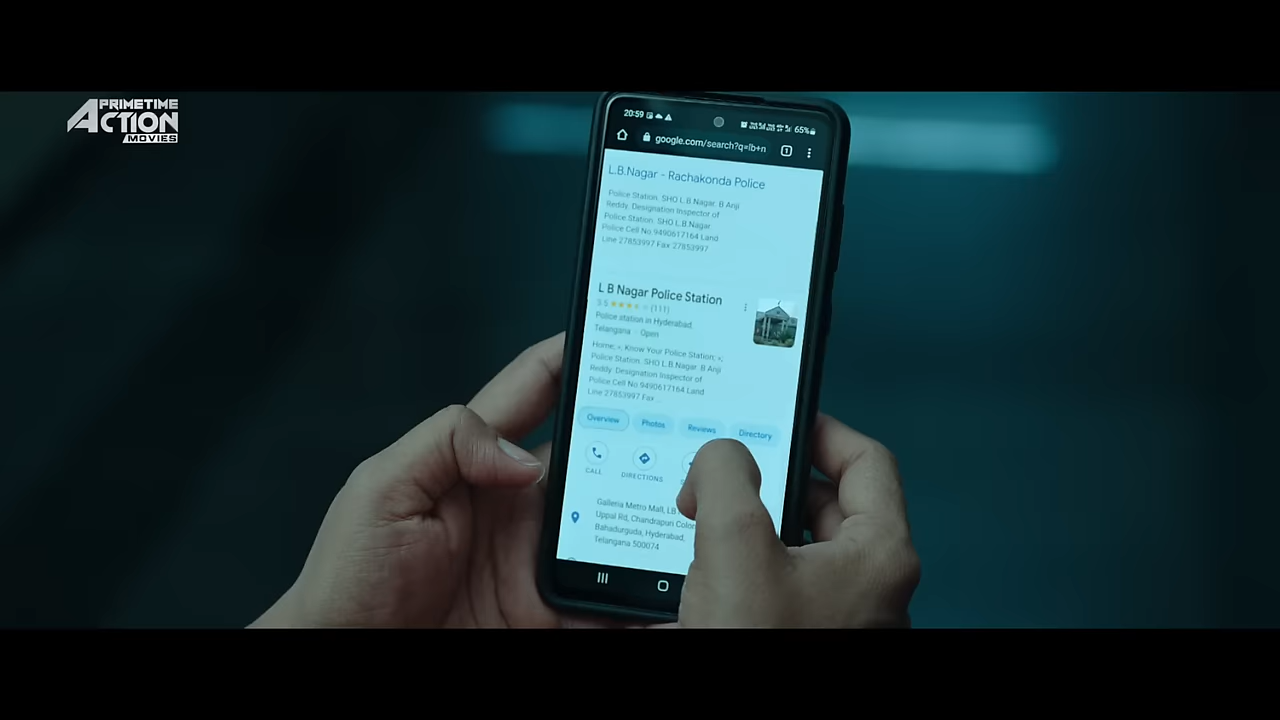 PRIMETIME
ACTION
MOVIES
20:59
65%
google.com/search?q=lb+n
1
L.B.Nagar - Rachakonda Police
Police Station. SHO L.B.Nagar. B Anji
Reddy. Designation Inspector of
Police Station. SHO L.B.Nagar
Police Cell No.9490617164 Land
Line 27853997 Fax 27853997
L B Nagar Police Station
3.5 (111)
Police station in Hyderabad,
Telangana · Open
Home; », Know Your Police Station; »,
Police Station. SHO L.B.Nagar. B Anji
Reddy. Designation Inspector of
Police Cell No.9490617164 Land
Line 27853997 Fax ...
Overview Photos Reviews Directory
CALL DIRECTIONS
Galleria Metro Mall, LB
Uppal Rd, Chandrapuri Colo
Bahadurguda, Hyderabad,
Telangana 500074